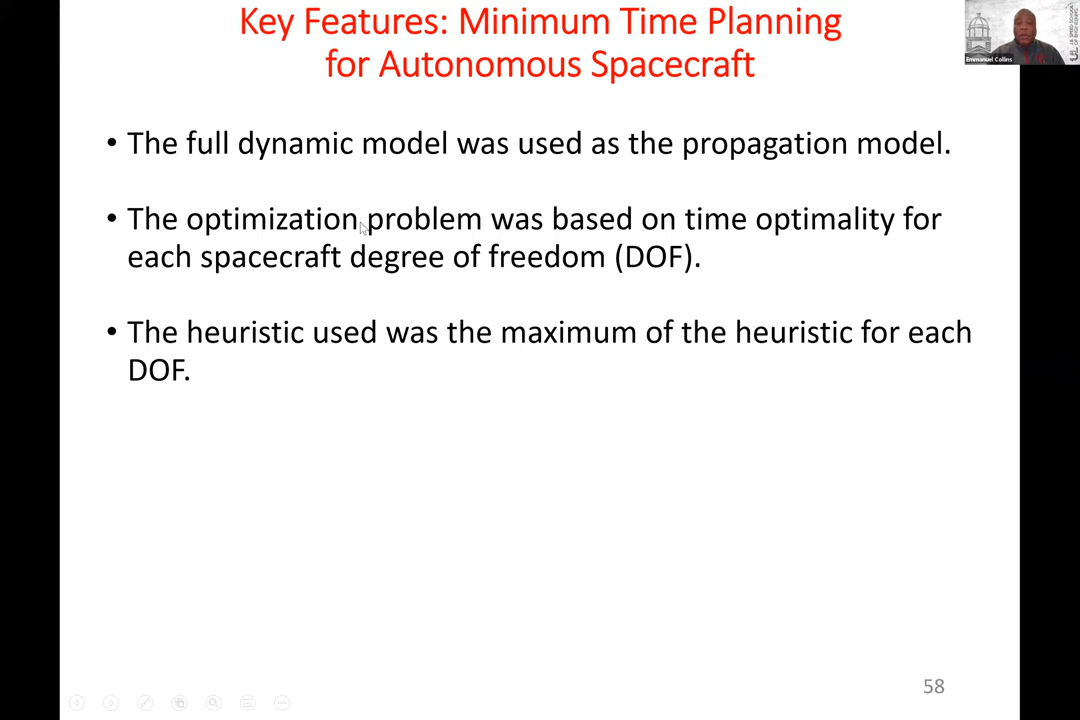 Key Features: Minimum Time Planning
for Autonomous Spacecraft
• The full dynamic model was used as the propagation model.
• The optimization problem was based on time optimality for
each spacecraft degree of freedom (DOF).
• The heuristic used was the maximum of the heuristic for each
DOF.
58
Emmanuel Collins